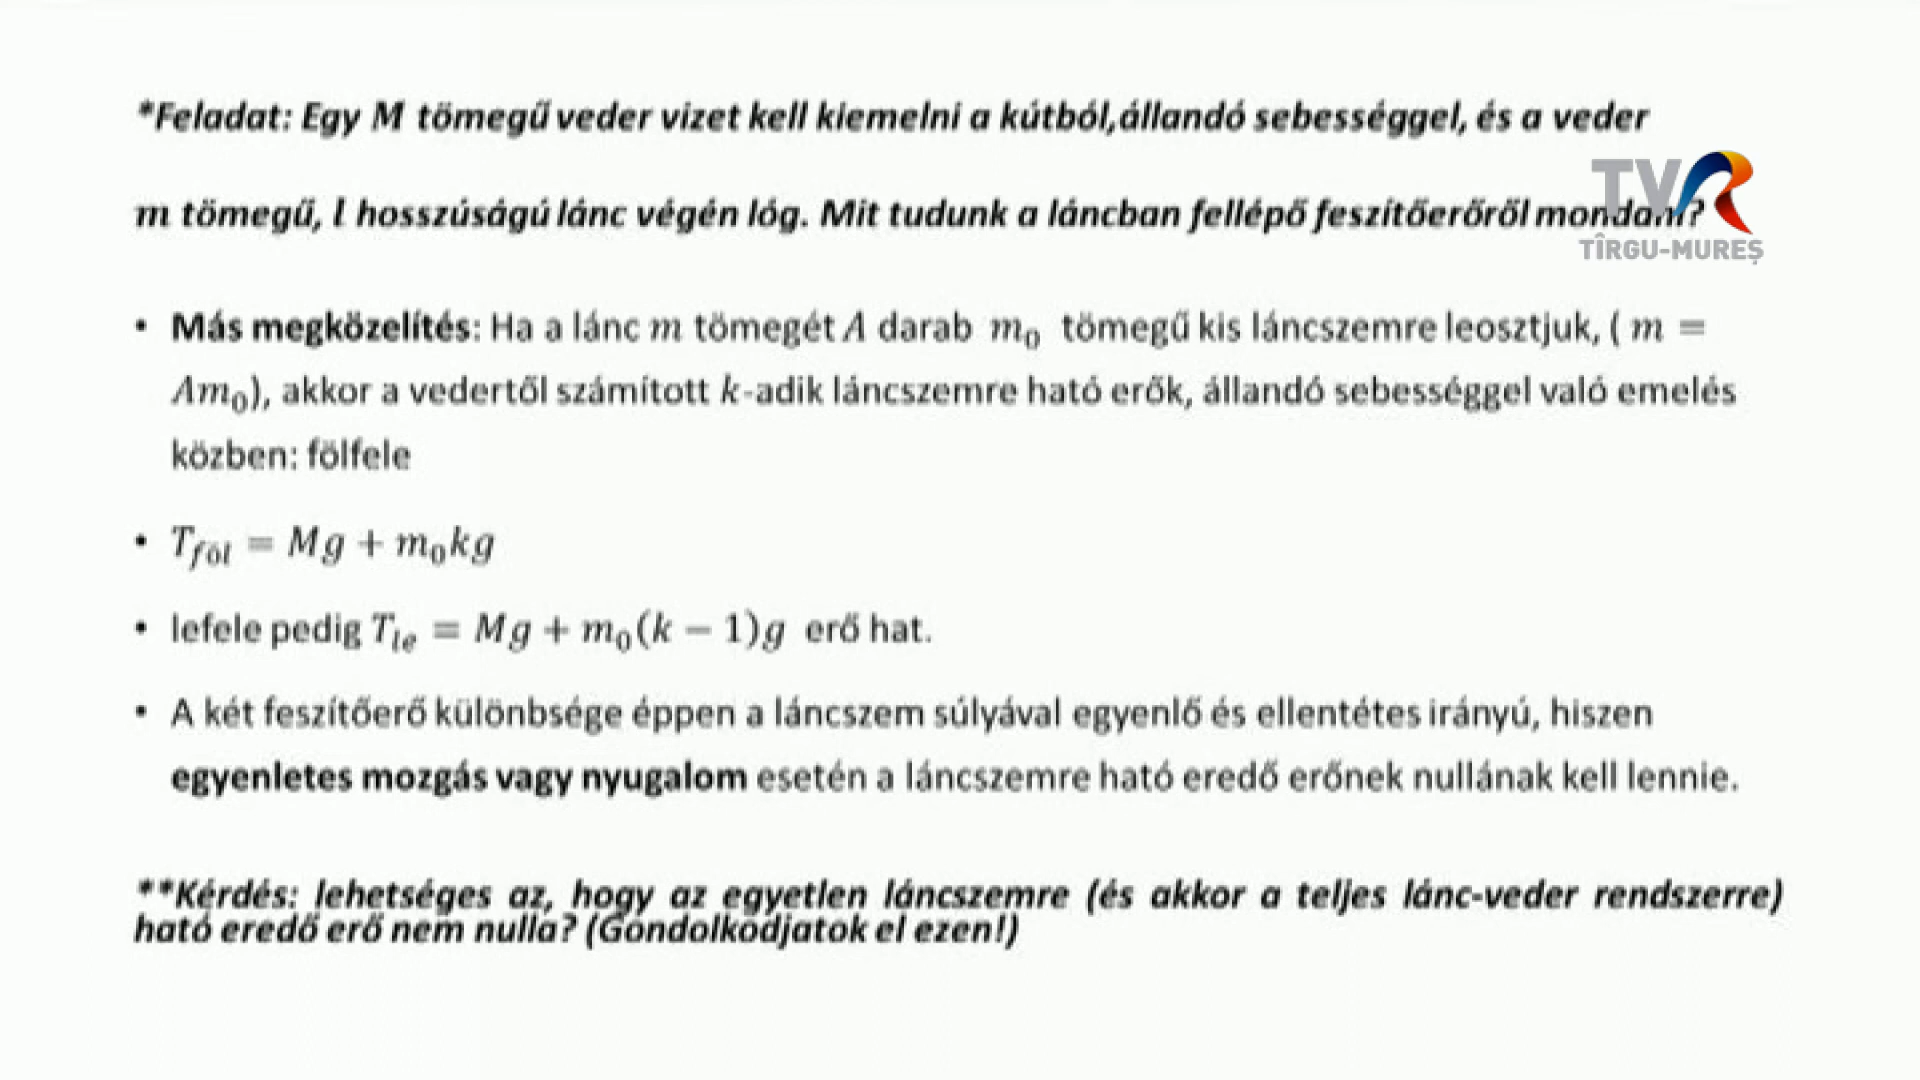 *Feladat: Egy M tömegű veder vizet kell kiemelni a kútból,állandó sebességgel, és a veder
TVR
m tömegű, l hosszúságú lánc végén lóg. Mit tudunk a láncban fellépő feszítőerőről mondani?
TÎRGU-MUREȘ
• Más megközelítés: Ha a lánc m tömegét A darab m₀ tömegű kis láncszemre leosztjuk, ( m =
Am₀), akkor a vedertől számított k-adik láncszemre ható erők, állandó sebességgel való emelés
közben: fölfele
• T_föl = Mg + m₀kg
• lefele pedig T_le = Mg + m₀(k − 1)g erő hat.
• A két feszítőerő különbsége éppen a láncszem súlyával egyenlő és ellentétes irányú, hiszen
egyenletes mozgás vagy nyugalom esetén a láncszemre ható eredő erőnek nullának kell lennie.
**Kérdés: lehetséges az, hogy az egyetlen láncszemre (és akkor a teljes lánc-veder rendszerre)
ható eredő erő nem nulla? (Gondolkodjatok el ezen!)